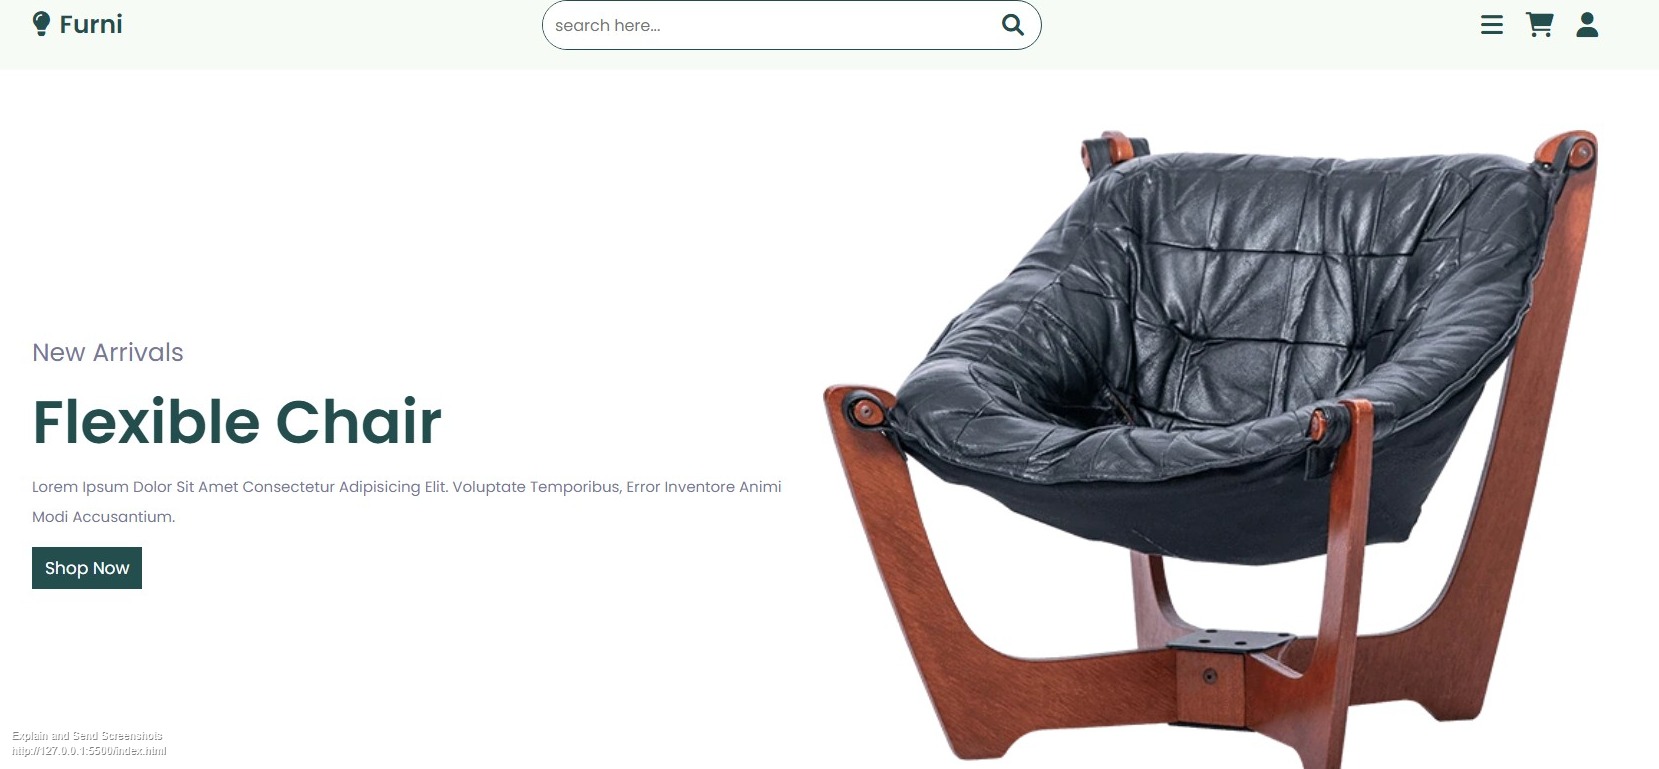 Furni
search here...
New Arrivals
Flexible Chair
Lorem Ipsum Dolor Sit Amet Consectetur Adipisicing Elit. Voluptate Temporibus, Error Inventore Animi
Modi Accusantium.
Shop Now
Explain and Send Screenshots
http://127.0.0.1:5500/index.html